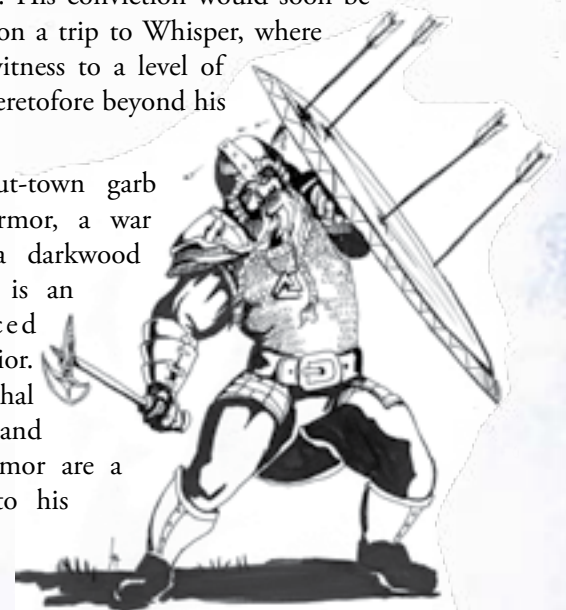 . His conviction would soon be
on a trip to Whisper, where
witness to a level of
eretofore beyond his
ut-town garb
rmor, a war
a darkwood
is an
ced
ior.
hal
and
mor are a
to his